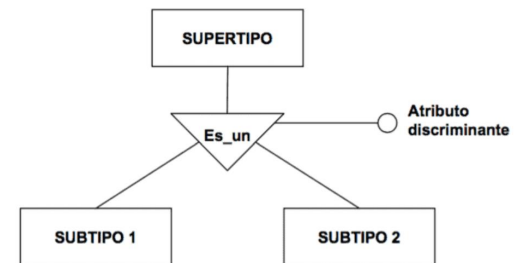 SUPERTIPO
Es_un
Atributo
discriminante
SUBTIPO 1
SUBTIPO 2